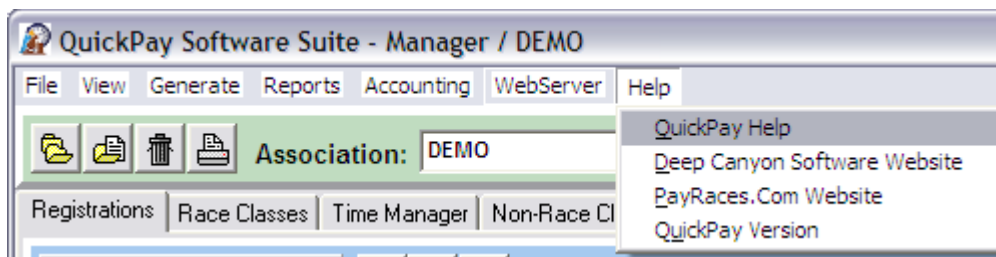 QuickPay Software Suite - Manager / DEMO
File View Generate Reports Accounting WebServer Help
QuickPay Help
Deep Canyon Software Website
PayRaces.Com Website
QuickPay Version
Association: DEMO
Registrations Race Classes Time Manager Non-Race Cl